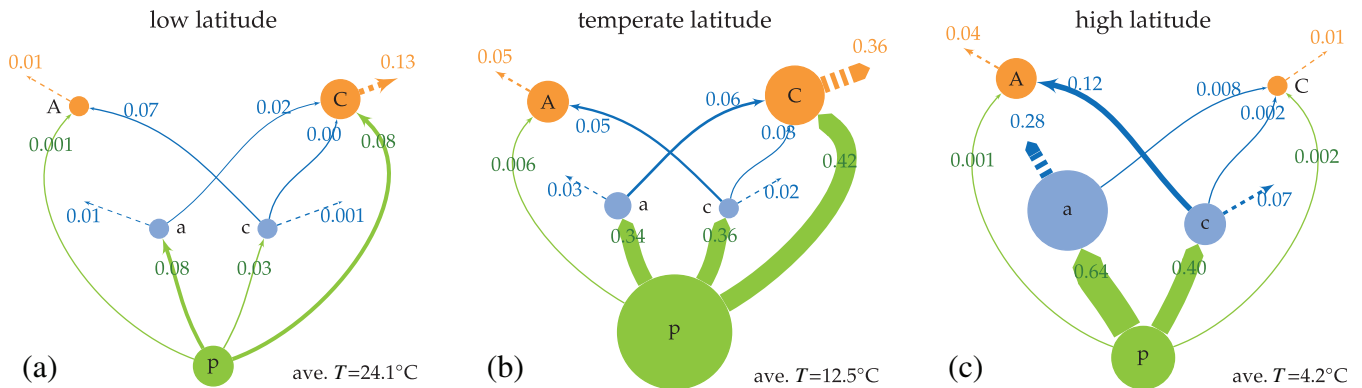 low latitude
0.01
0.13
A
C
0.07
0.02
0.00
0.001
0.08
0.01
a
c
0.001
0.08
0.03
p
(a)
ave. T=24.1°C
temperate latitude
0.05
0.36
A
C
0.06
0.05
0.03
0.006
0.42
0.03
a
c
0.02
0.34
0.36
p
(b)
ave. T=12.5°C
high latitude
0.04
0.01
A
C
0.12
0.008
0.002
0.28
0.001
0.002
a
c
0.07
0.64
0.40
p
(c)
ave. T=4.2°C